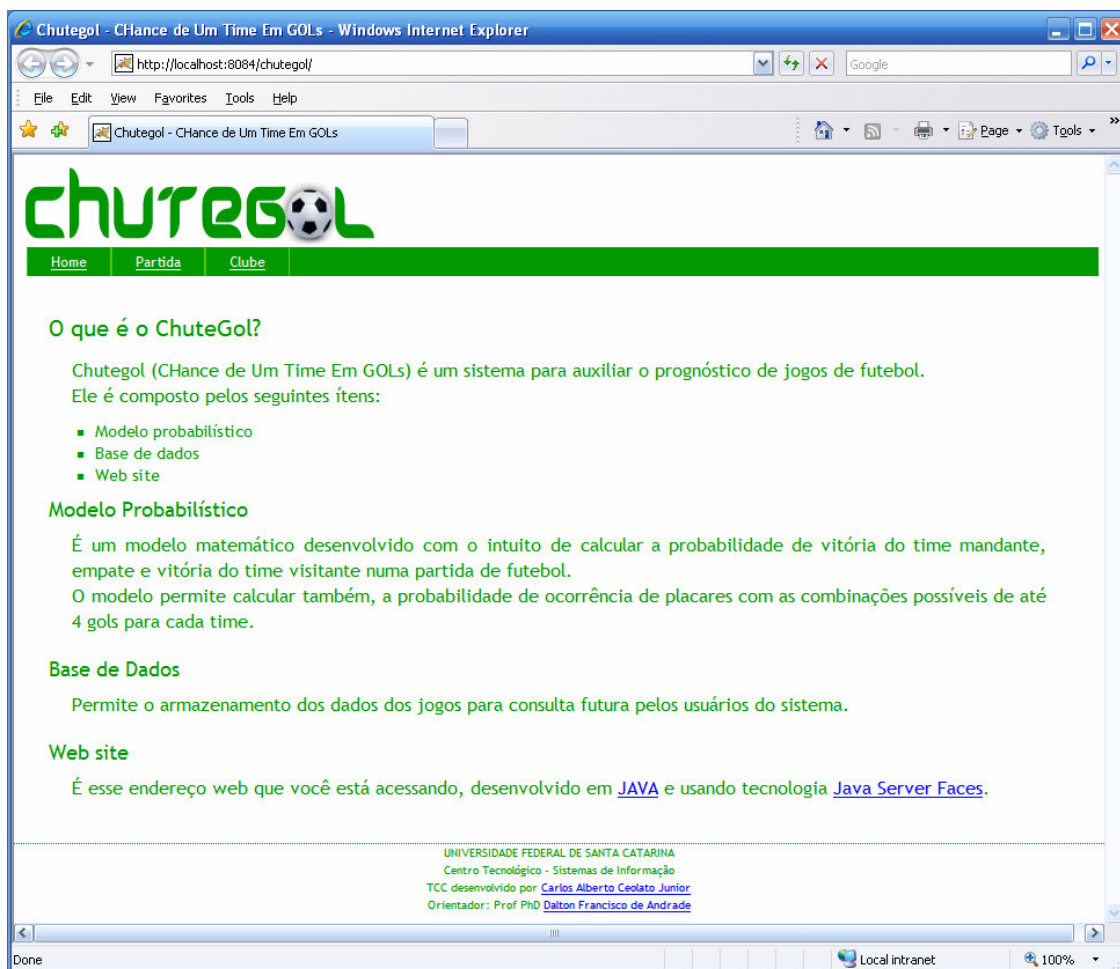 Chutegol - CHance de Um Time Em GOLs - Windows Internet Explorer
http://localhost:8084/chutegol/
Google
File Edit View Favorites Tools Help
Chutegol - CHance de Um Time Em GOLs
Page Tools
chutegol
Home Partida Clube
O que é o ChuteGol?
Chutegol (CHance de Um Time Em GOLs) é um sistema para auxiliar o prognóstico de jogos de futebol.
Ele é composto pelos seguintes ítens:
Modelo probabilístico
Base de dados
Web site
Modelo Probabilístico
É um modelo matemático desenvolvido com o intuito de calcular a probabilidade de vitória do time mandante,
empate e vitória do time visitante numa partida de futebol.
O modelo permite calcular também, a probabilidade de ocorrência de placares com as combinações possíveis de até
4 gols para cada time.
Base de Dados
Permite o armazenamento dos dados dos jogos para consulta futura pelos usuários do sistema.
Web site
É esse endereço web que você está acessando, desenvolvido em JAVA e usando tecnologia Java Server Faces.
UNIVERSIDADE FEDERAL DE SANTA CATARINA
Centro Tecnológico - Sistemas de Informação
TCC desenvolvido por Carlos Alberto Ceolato Junior
Orientador: Prof PhD Dalton Francisco de Andrade
Done Local intranet 100%